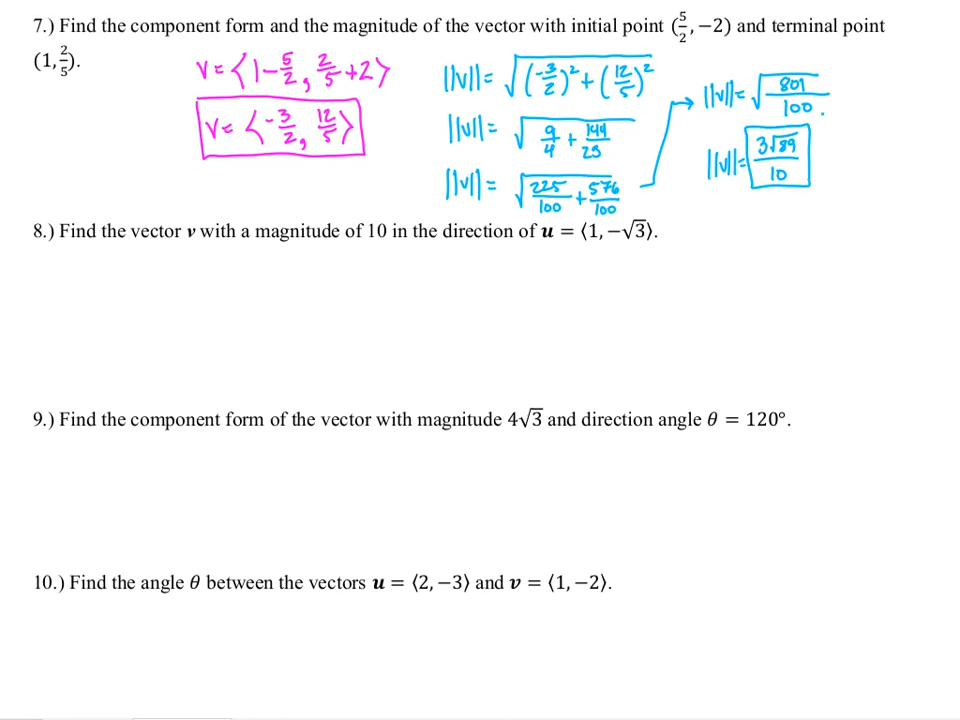 7.) Find the component form and the magnitude of the vector with initial point (5/2, −2) and terminal point
(1, 2/5).
v = ⟨1 − 5/2, 2/5 + 2⟩
v = ⟨-3/2, 12/5⟩
||v|| = √((-3/2)² + (12/5)²)
||v|| = √(9/4 + 144/25)
||v|| = √(225/100 + 576/100)
→ ||v|| = √(801/100).
||v|| = 3√89/10
8.) Find the vector v with a magnitude of 10 in the direction of u = ⟨1, −√3⟩.
9.) Find the component form of the vector with magnitude 4√3 and direction angle θ = 120°.
10.) Find the angle θ between the vectors u = ⟨2, −3⟩ and v = ⟨1, −2⟩.